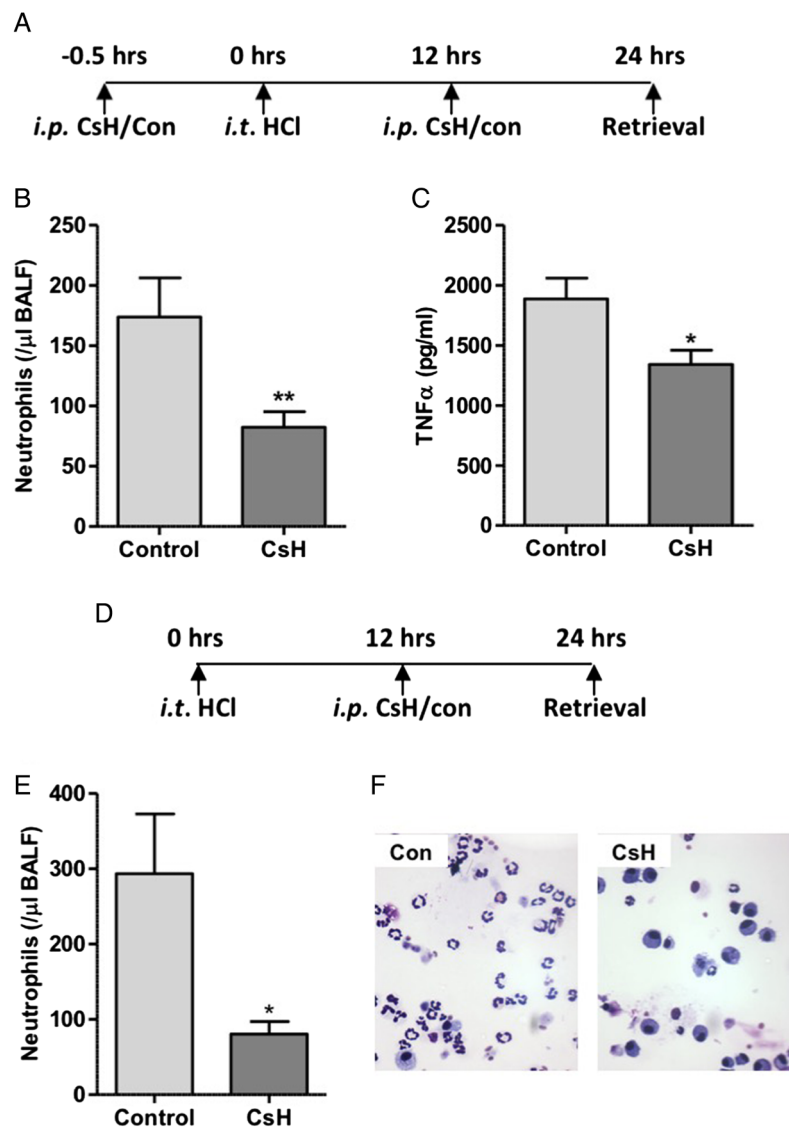 A
-0.5 hrs 0 hrs 12 hrs 24 hrs
i.p. CsH/Con i.t. HCl i.p. CsH/con Retrieval
B
Neutrophils (/μl BALF)
250
200
150
100
50
0
**
Control CsH
C
TNFα (pg/ml)
2500
2000
1500
1000
500
0
*
Control CsH
D
0 hrs 12 hrs 24 hrs
i.t. HCl i.p. CsH/con Retrieval
E
Neutrophils (/μl BALF)
400
300
200
100
0
*
Control CsH
F
Con CsH